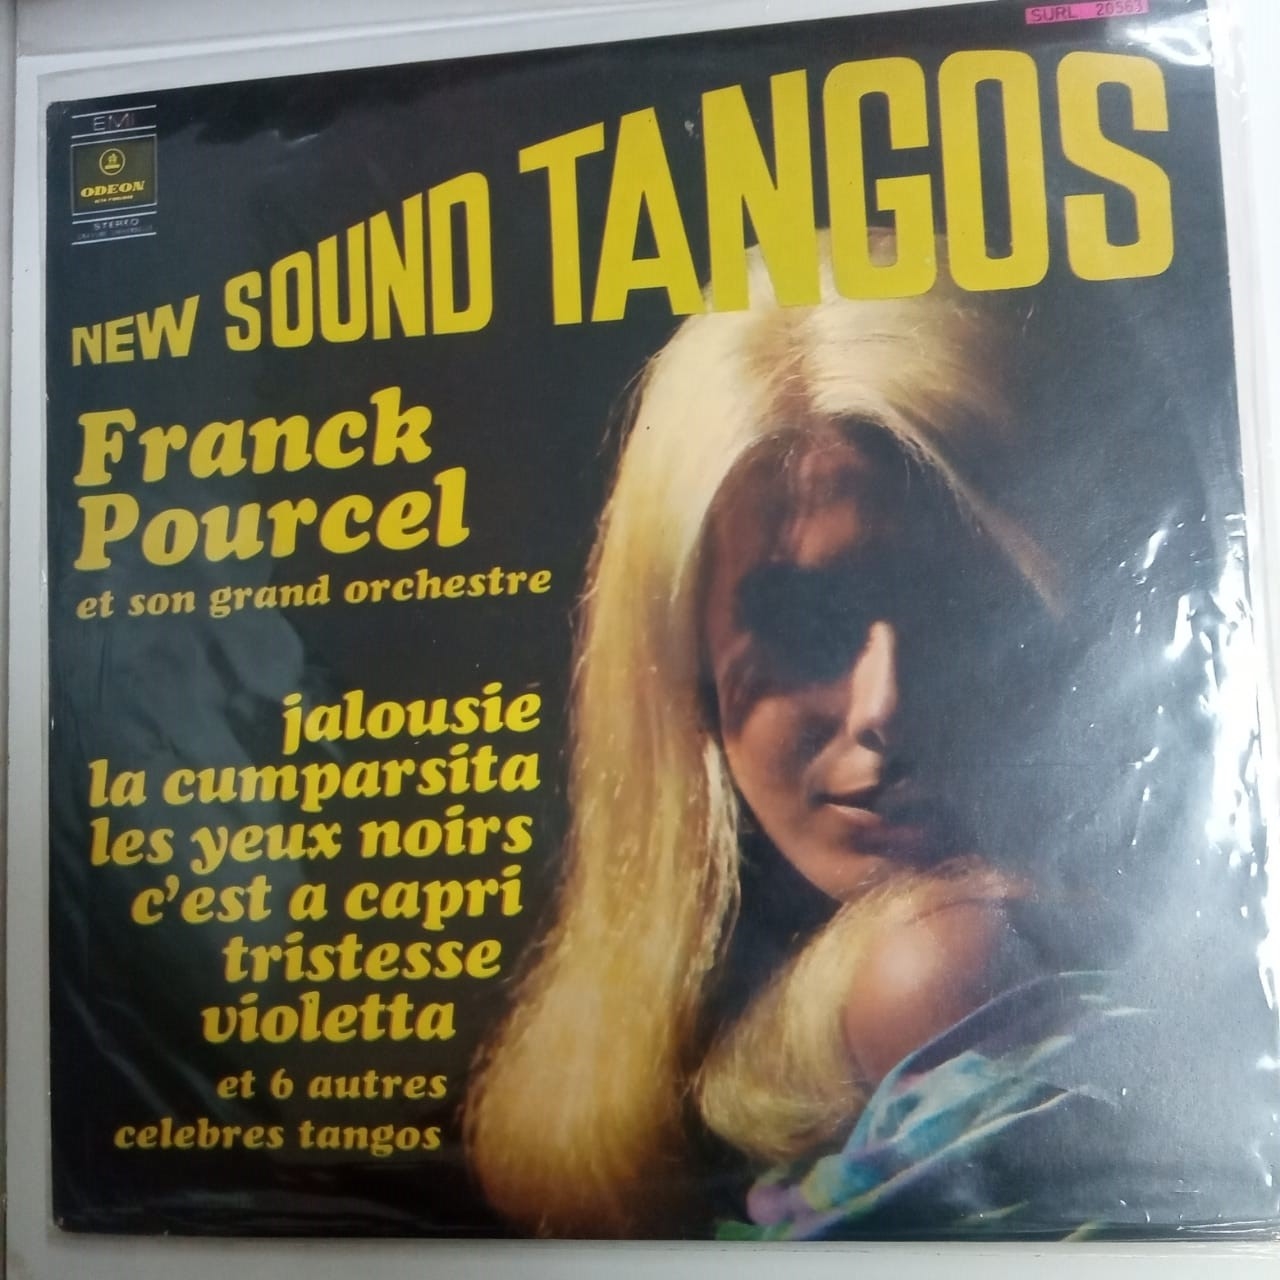 SURL 20563
EMI
ODEON
STEREO
NEW SOUND TANGOS
Franck
Pourcel
et son grand orchestre
jalousie
la cumparsita
les yeux noirs
c'est a capri
tristesse
violetta
et 6 autres
celebres tangos